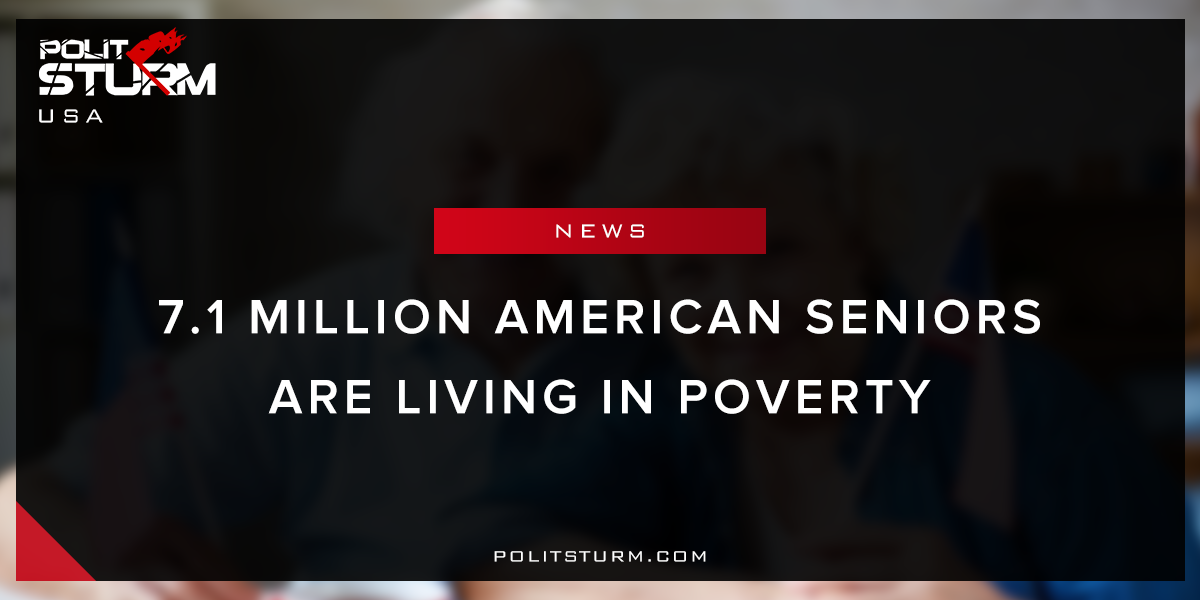 POLIT
STURM
USA
NEWS
7.1 MILLION AMERICAN SENIORS
ARE LIVING IN POVERTY
POLITSTURM.COM